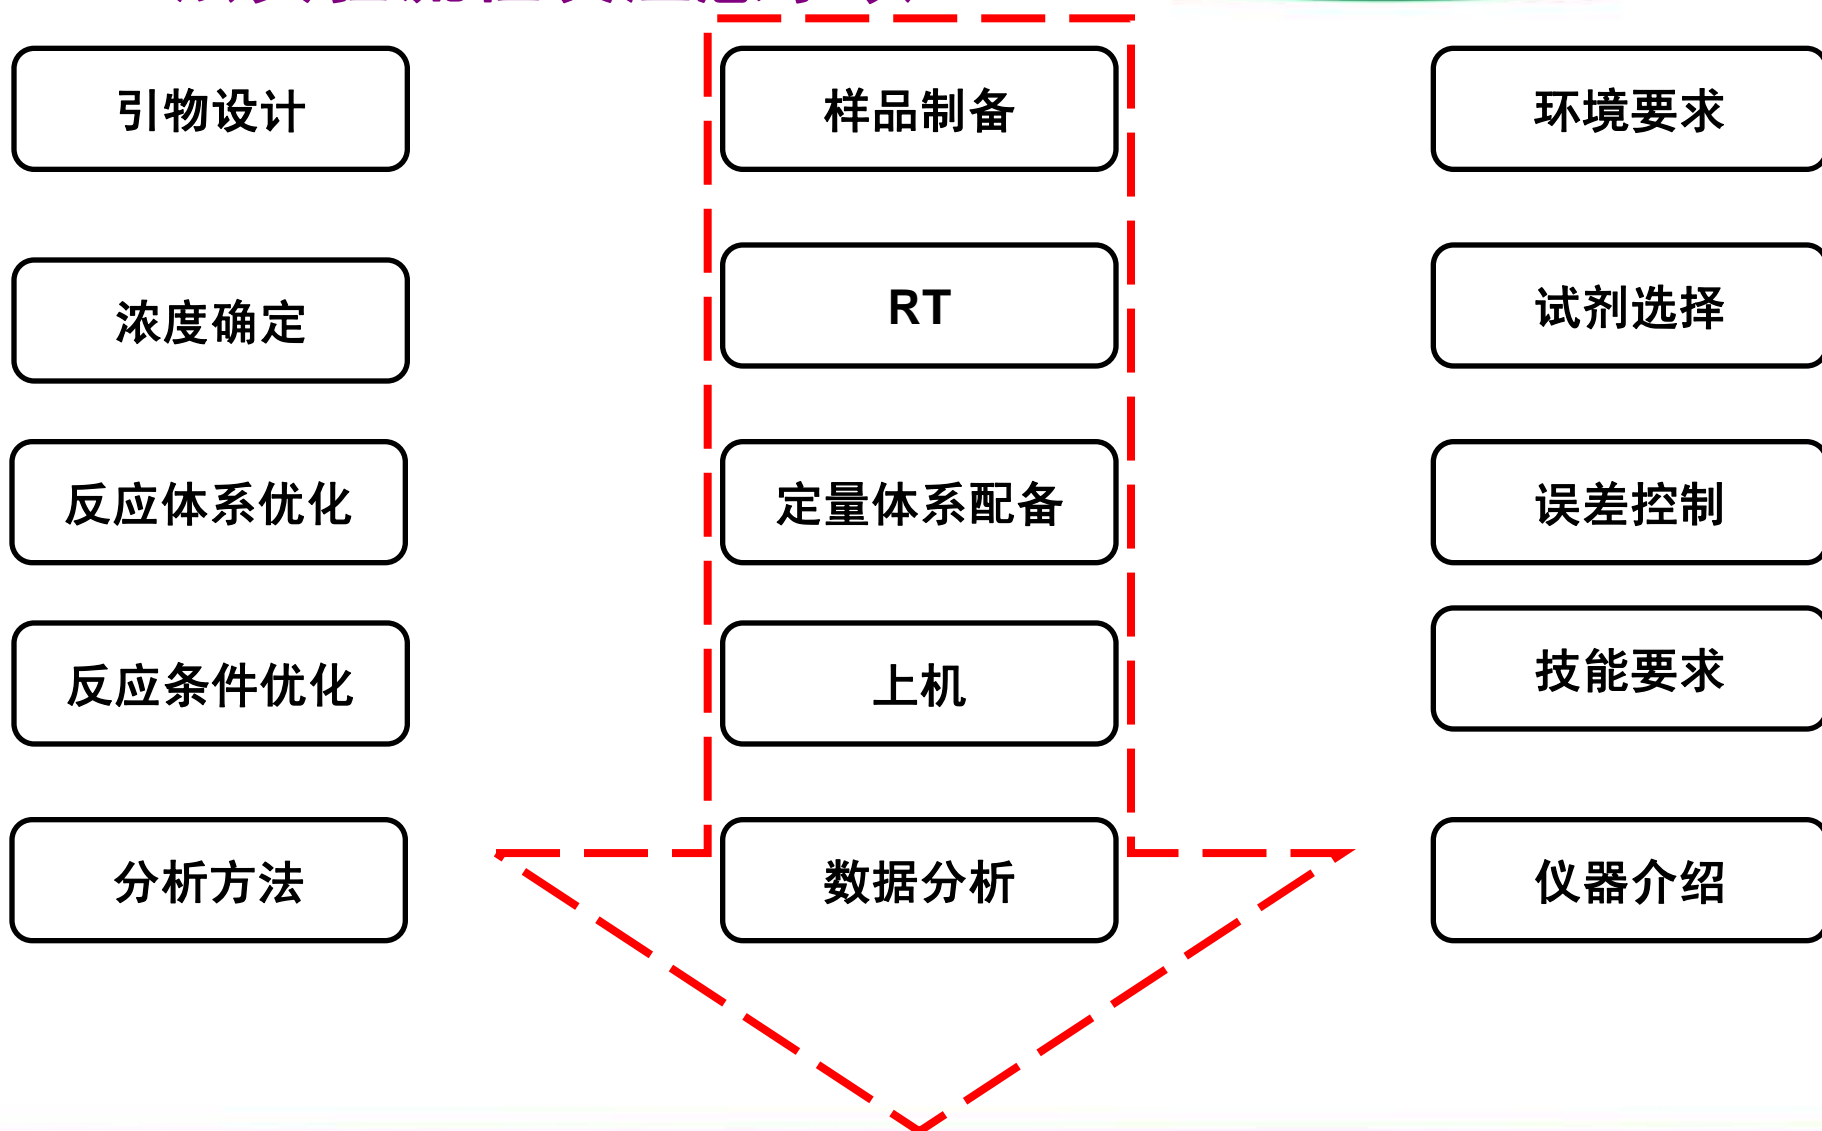 引物设计
样品制备
环境要求
浓度确定
RT
试剂选择
反应体系优化
定量体系配备
误差控制
反应条件优化
上机
技能要求
分析方法
数据分析
仪器介绍